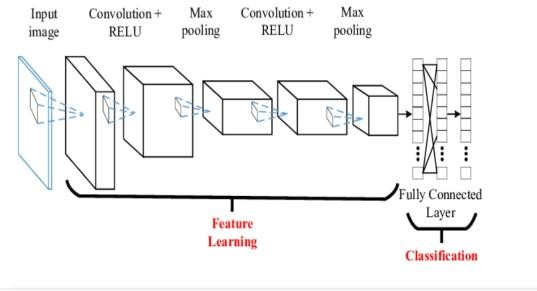 Input
image
Convolution +
RELU
Max
pooling
Convolution +
RELU
Max
pooling
Fully Connected
Layer
Feature
Learning
Classification